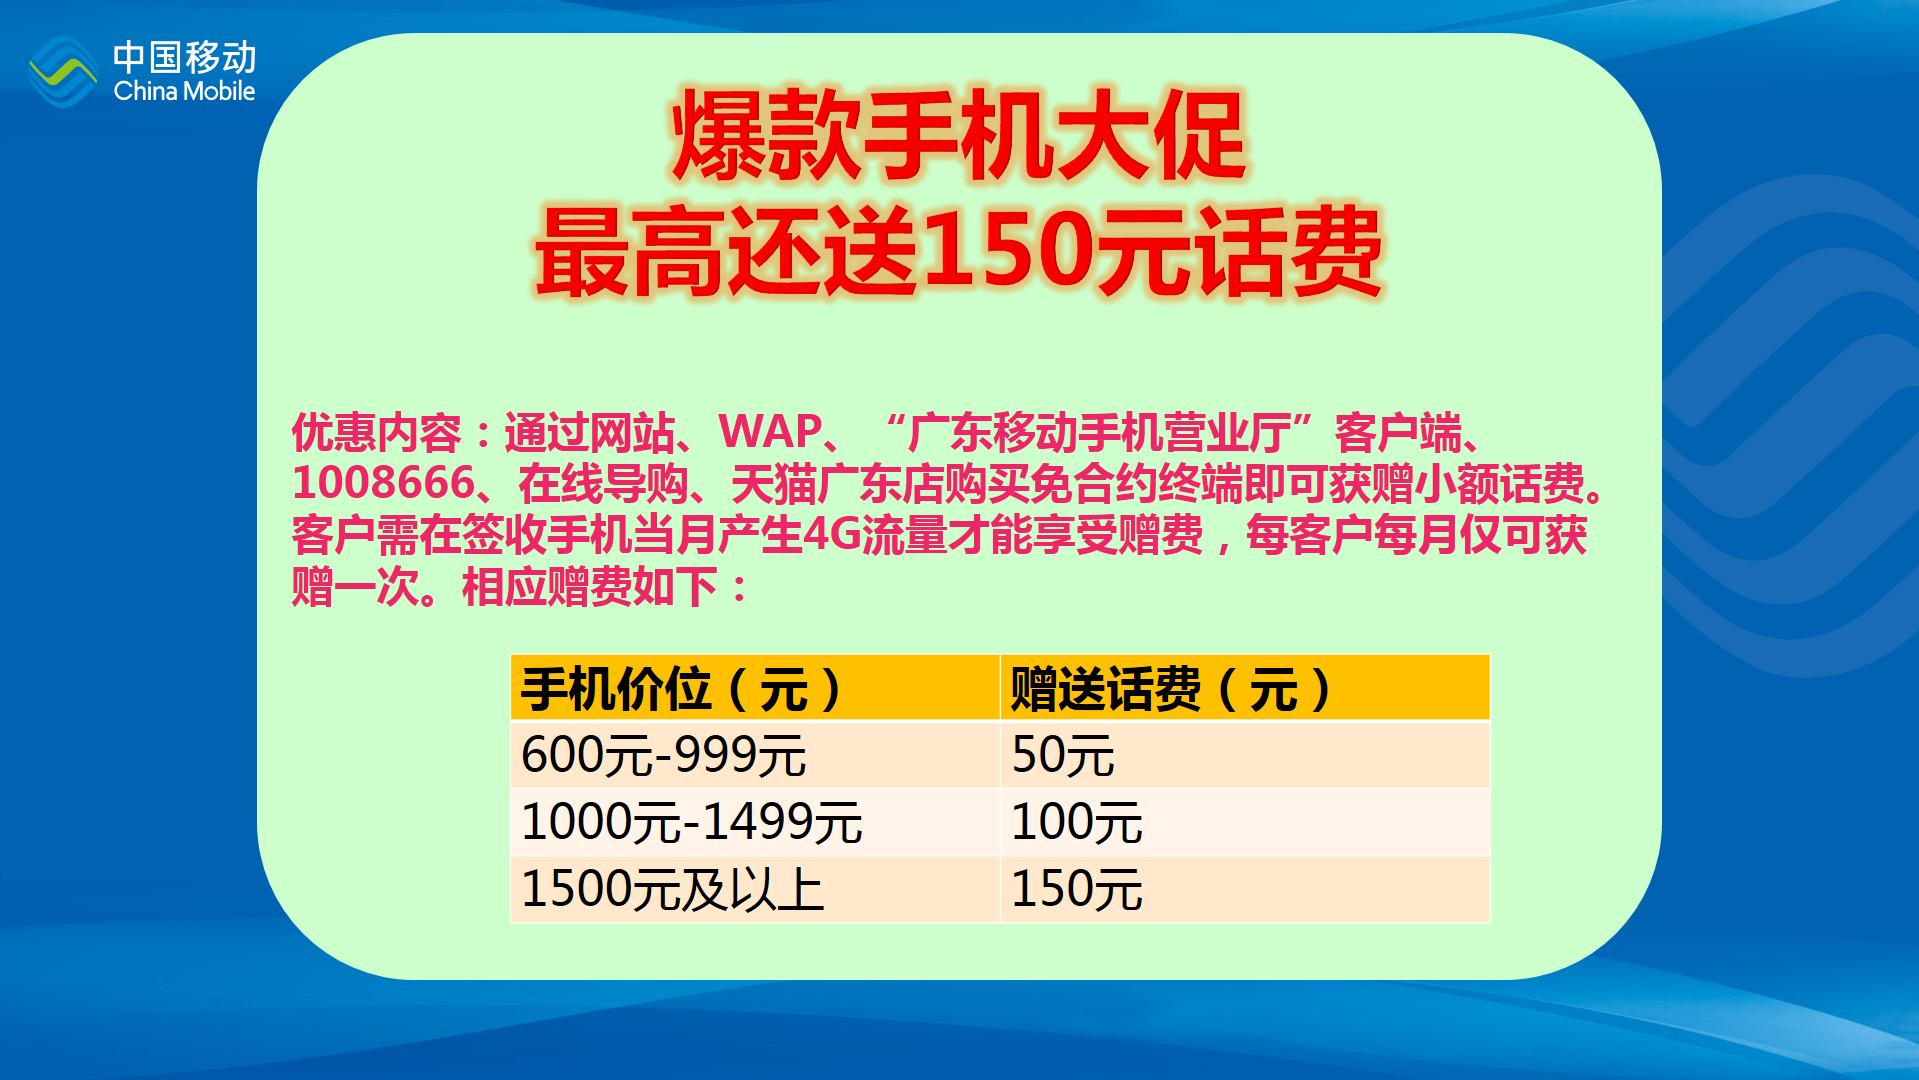 中国移动
China Mobile
爆款手机大促
最高还送150元话费
优惠内容：通过网站、WAP、“广东移动手机营业厅”客户端、
1008666、在线导购、天猫广东店购买免合约终端即可获赠小额话费。
客户需在签收手机当月产生4G流量才能享受赠费，每客户每月仅可获
赠一次。相应赠费如下：
手机价位（元） 赠送话费（元）
600元-999元 50元
1000元-1499元 100元
1500元及以上 150元